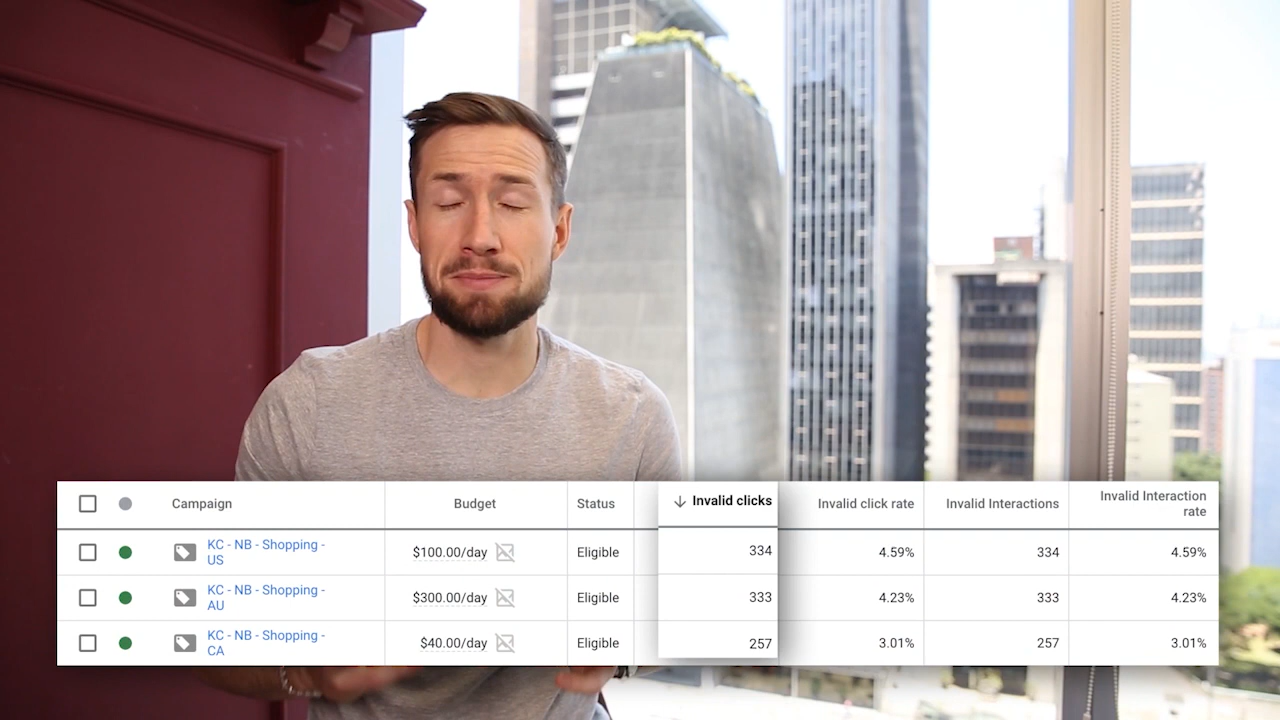 Campaign Budget Status Invalid clicks Invalid click rate Invalid Interactions Invalid Interaction
rate
KC - NB - Shopping - $100.00/day Eligible 334 4.59% 334 4.59%
US
KC - NB - Shopping - $300.00/day Eligible 333 4.23% 333 4.23%
AU
KC - NB - Shopping - $40.00/day Eligible 257 3.01% 257 3.01%
CA